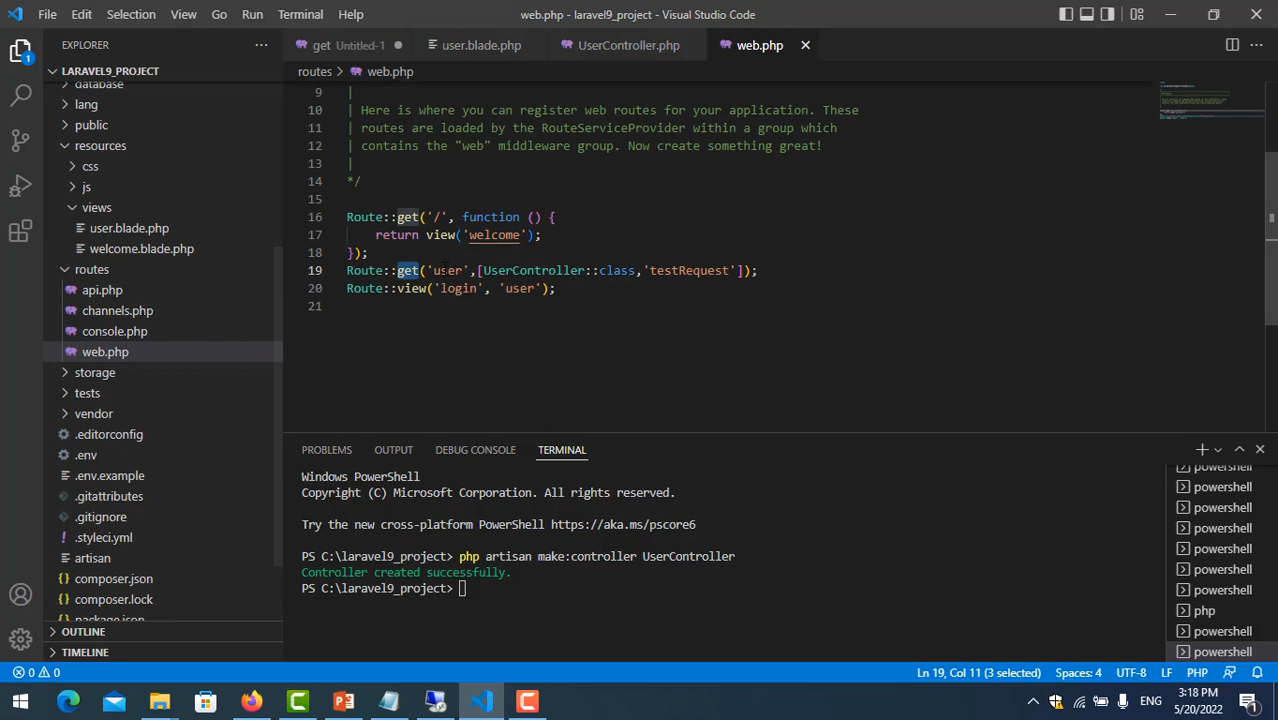 File Edit Selection View Go Run Terminal Help
web.php - laravel9_project - Visual Studio Code
EXPLORER
get Untitled-1
user.blade.php
UserController.php
web.php
LARAVEL9_PROJECT
routes > web.php
database
lang
public
resources
css
js
views
user.blade.php
welcome.blade.php
routes
api.php
channels.php
console.php
web.php
storage
tests
vendor
.editorconfig
.env
.env.example
.gitattributes
.gitignore
.styleci.yml
artisan
composer.json
composer.lock
package.json
OUTLINE
TIMELINE
9 |
10 | Here is where you can register web routes for your application. These
11 | routes are loaded by the RouteServiceProvider within a group which
12 | contains the "web" middleware group. Now create something great!
13 |
14 */
15
16 Route::get('/', function () {
17 return view('welcome');
18 });
19 Route::get('user',[UserController::class,'testRequest']);
20 Route::view('login', 'user');
21
PROBLEMS OUTPUT DEBUG CONSOLE TERMINAL
Windows PowerShell
Copyright (C) Microsoft Corporation. All rights reserved.
Try the new cross-platform PowerShell https://aka.ms/pscore6
PS C:\laravel9_project> php artisan make:controller UserController
Controller created successfully.
PS C:\laravel9_project>
powershell
powershell
powershell
powershell
powershell
powershell
powershell
php
powershell
powershell
0 0
Ln 19, Col 11 (3 selected) Spaces: 4 UTF-8 LF PHP
ENG
3:18 PM
5/20/2022
1
1